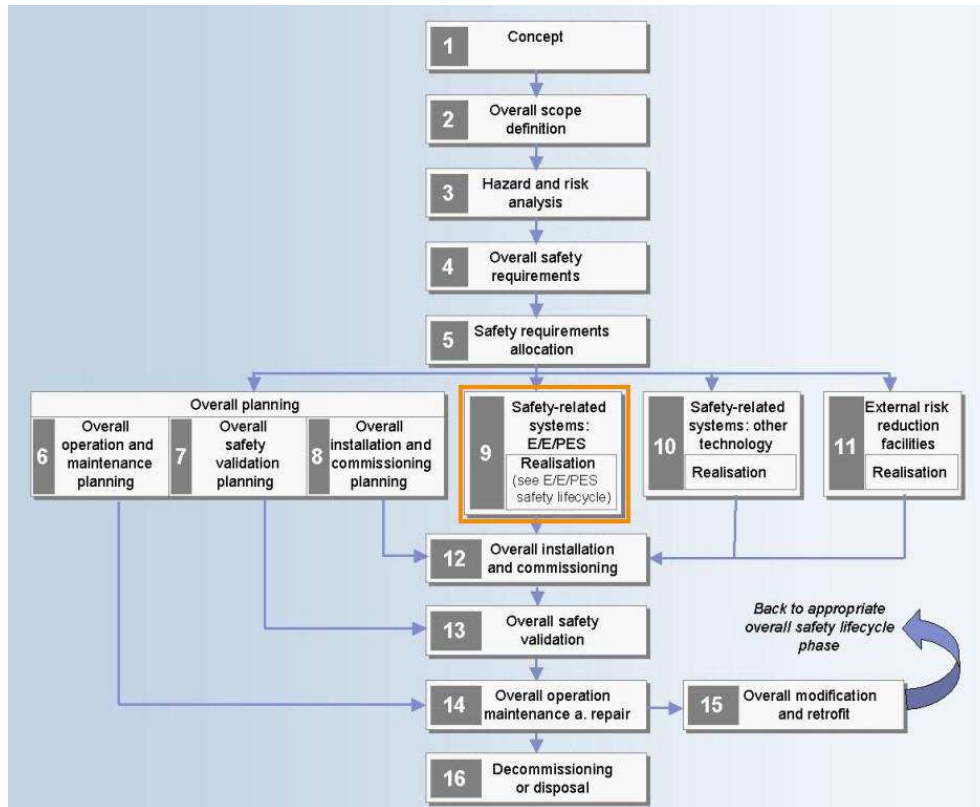 1
Concept
2
Overall scope
definition
3
Hazard and risk
analysis
4
Overall safety
requirements
5
Safety requirements
allocation
Overall planning
6
Overall
operation and
maintenance
planning
7
Overall
safety
validation
planning
8
Overall
installation and
commissioning
planning
9
Safety-related
systems:
E/E/PES
Realisation
(see E/E/PES
safety lifecycle)
10
Safety-related
systems: other
technology
Realisation
11
External risk
reduction
facilities
Realisation
12
Overall installation
and commissioning
13
Overall safety
validation
Back to appropriate
overall safety lifecycle
phase
14
Overall operation
maintenance a. repair
15
Overall modification
and retrofit
16
Decommissioning
or disposal